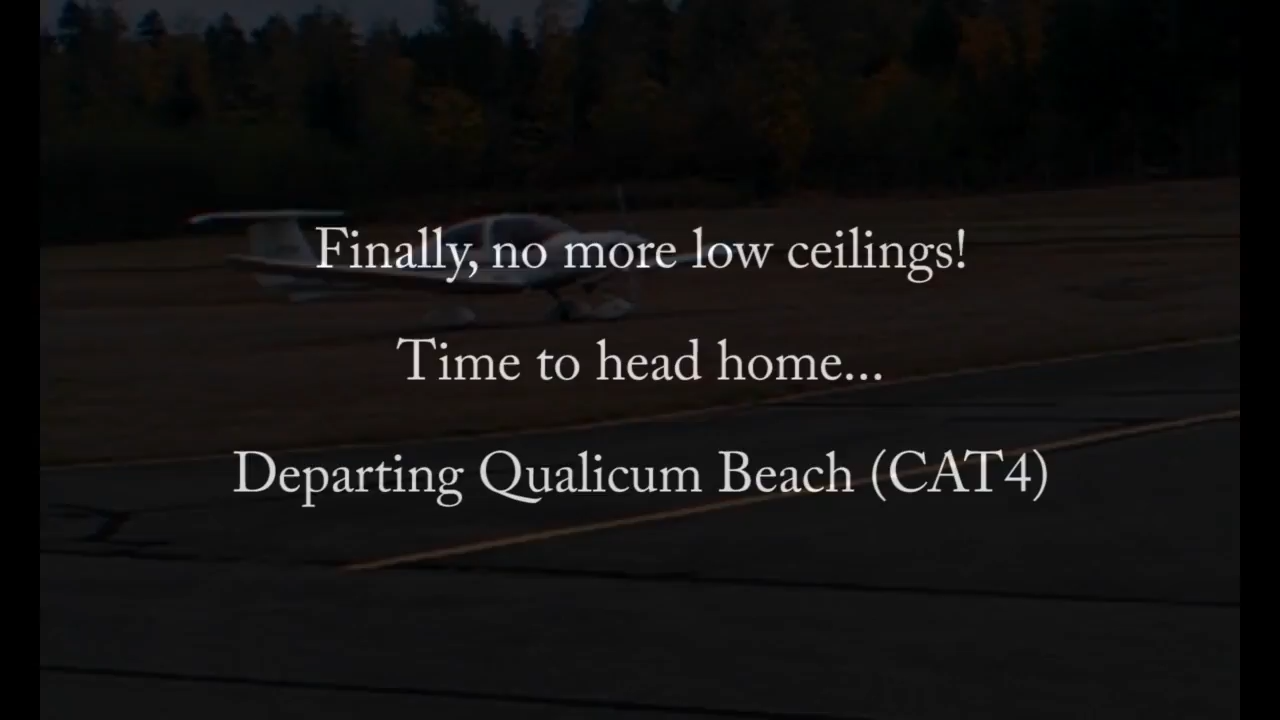 Finally, no more low ceilings!
Time to head home...
Departing Qualicum Beach (CAT4)